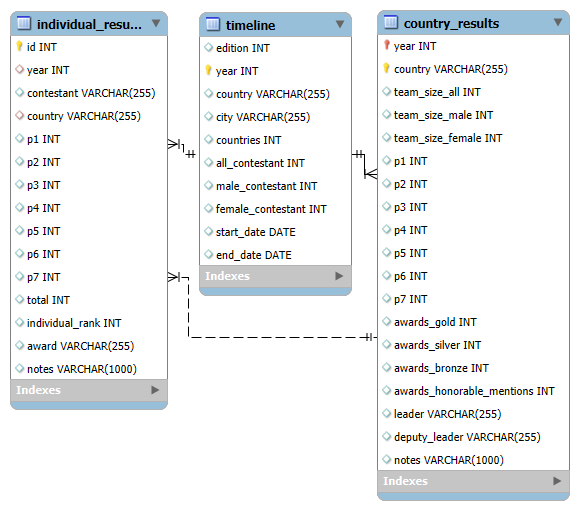 individual_resu...
id INT
year INT
contestant VARCHAR(255)
country VARCHAR(255)
p1 INT
p2 INT
p3 INT
p4 INT
p5 INT
p6 INT
p7 INT
total INT
individual_rank INT
award VARCHAR(255)
notes VARCHAR(1000)
Indexes
timeline
edition INT
year INT
country VARCHAR(255)
city VARCHAR(255)
countries INT
all_contestant INT
male_contestant INT
female_contestant INT
start_date DATE
end_date DATE
Indexes
country_results
year INT
country VARCHAR(255)
team_size_all INT
team_size_male INT
team_size_female INT
p1 INT
p2 INT
p3 INT
p4 INT
p5 INT
p6 INT
p7 INT
awards_gold INT
awards_silver INT
awards_bronze INT
awards_honorable_mentions INT
leader VARCHAR(255)
deputy_leader VARCHAR(255)
notes VARCHAR(1000)
Indexes